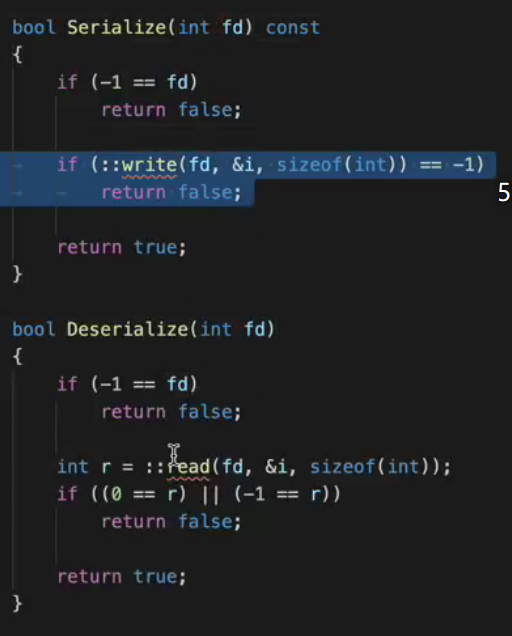 bool Serialize(int fd) const
{
if (-1 == fd)
return false;
if (::write(fd, &i, sizeof(int)) == -1)
return false;
5
return true;
}
bool Deserialize(int fd)
{
if (-1 == fd)
return false;
int r = ::read(fd, &i, sizeof(int));
if ((0 == r) || (-1 == r))
return false;
return true;
}